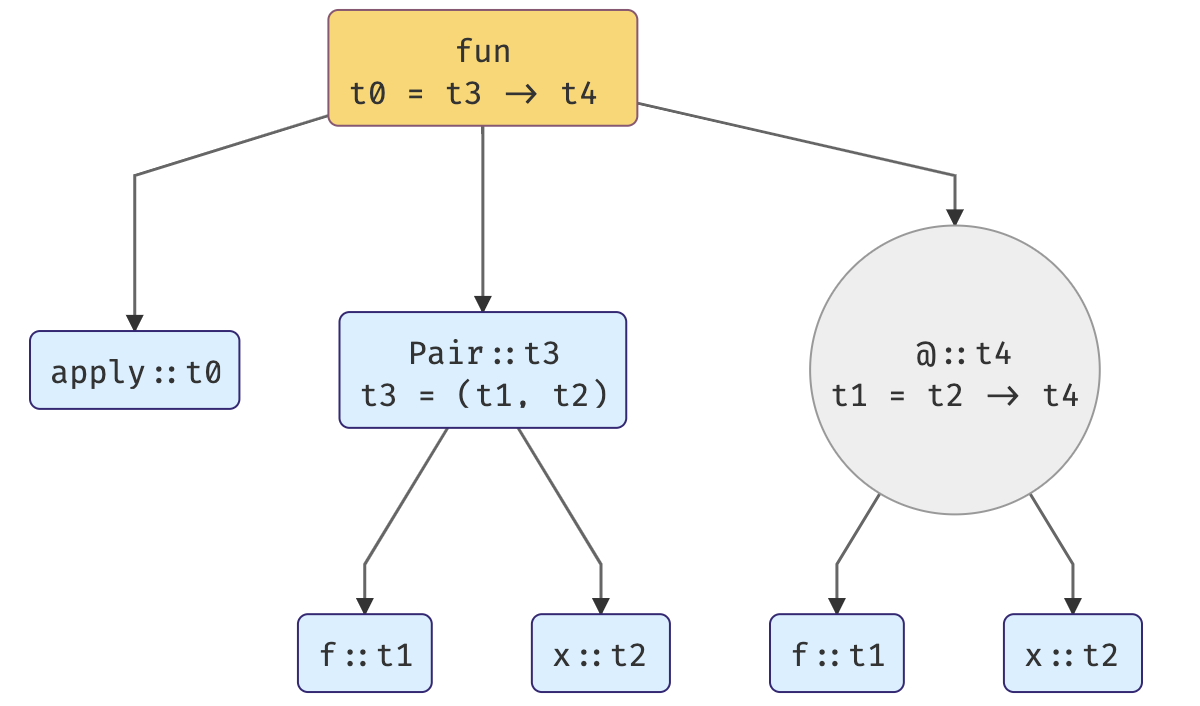 fun
t0 = t3 → t4
apply::t0
Pair::t3
t3 = (t1, t2)
@::t4
t1 = t2 → t4
f::t1
x::t2
f::t1
x::t2